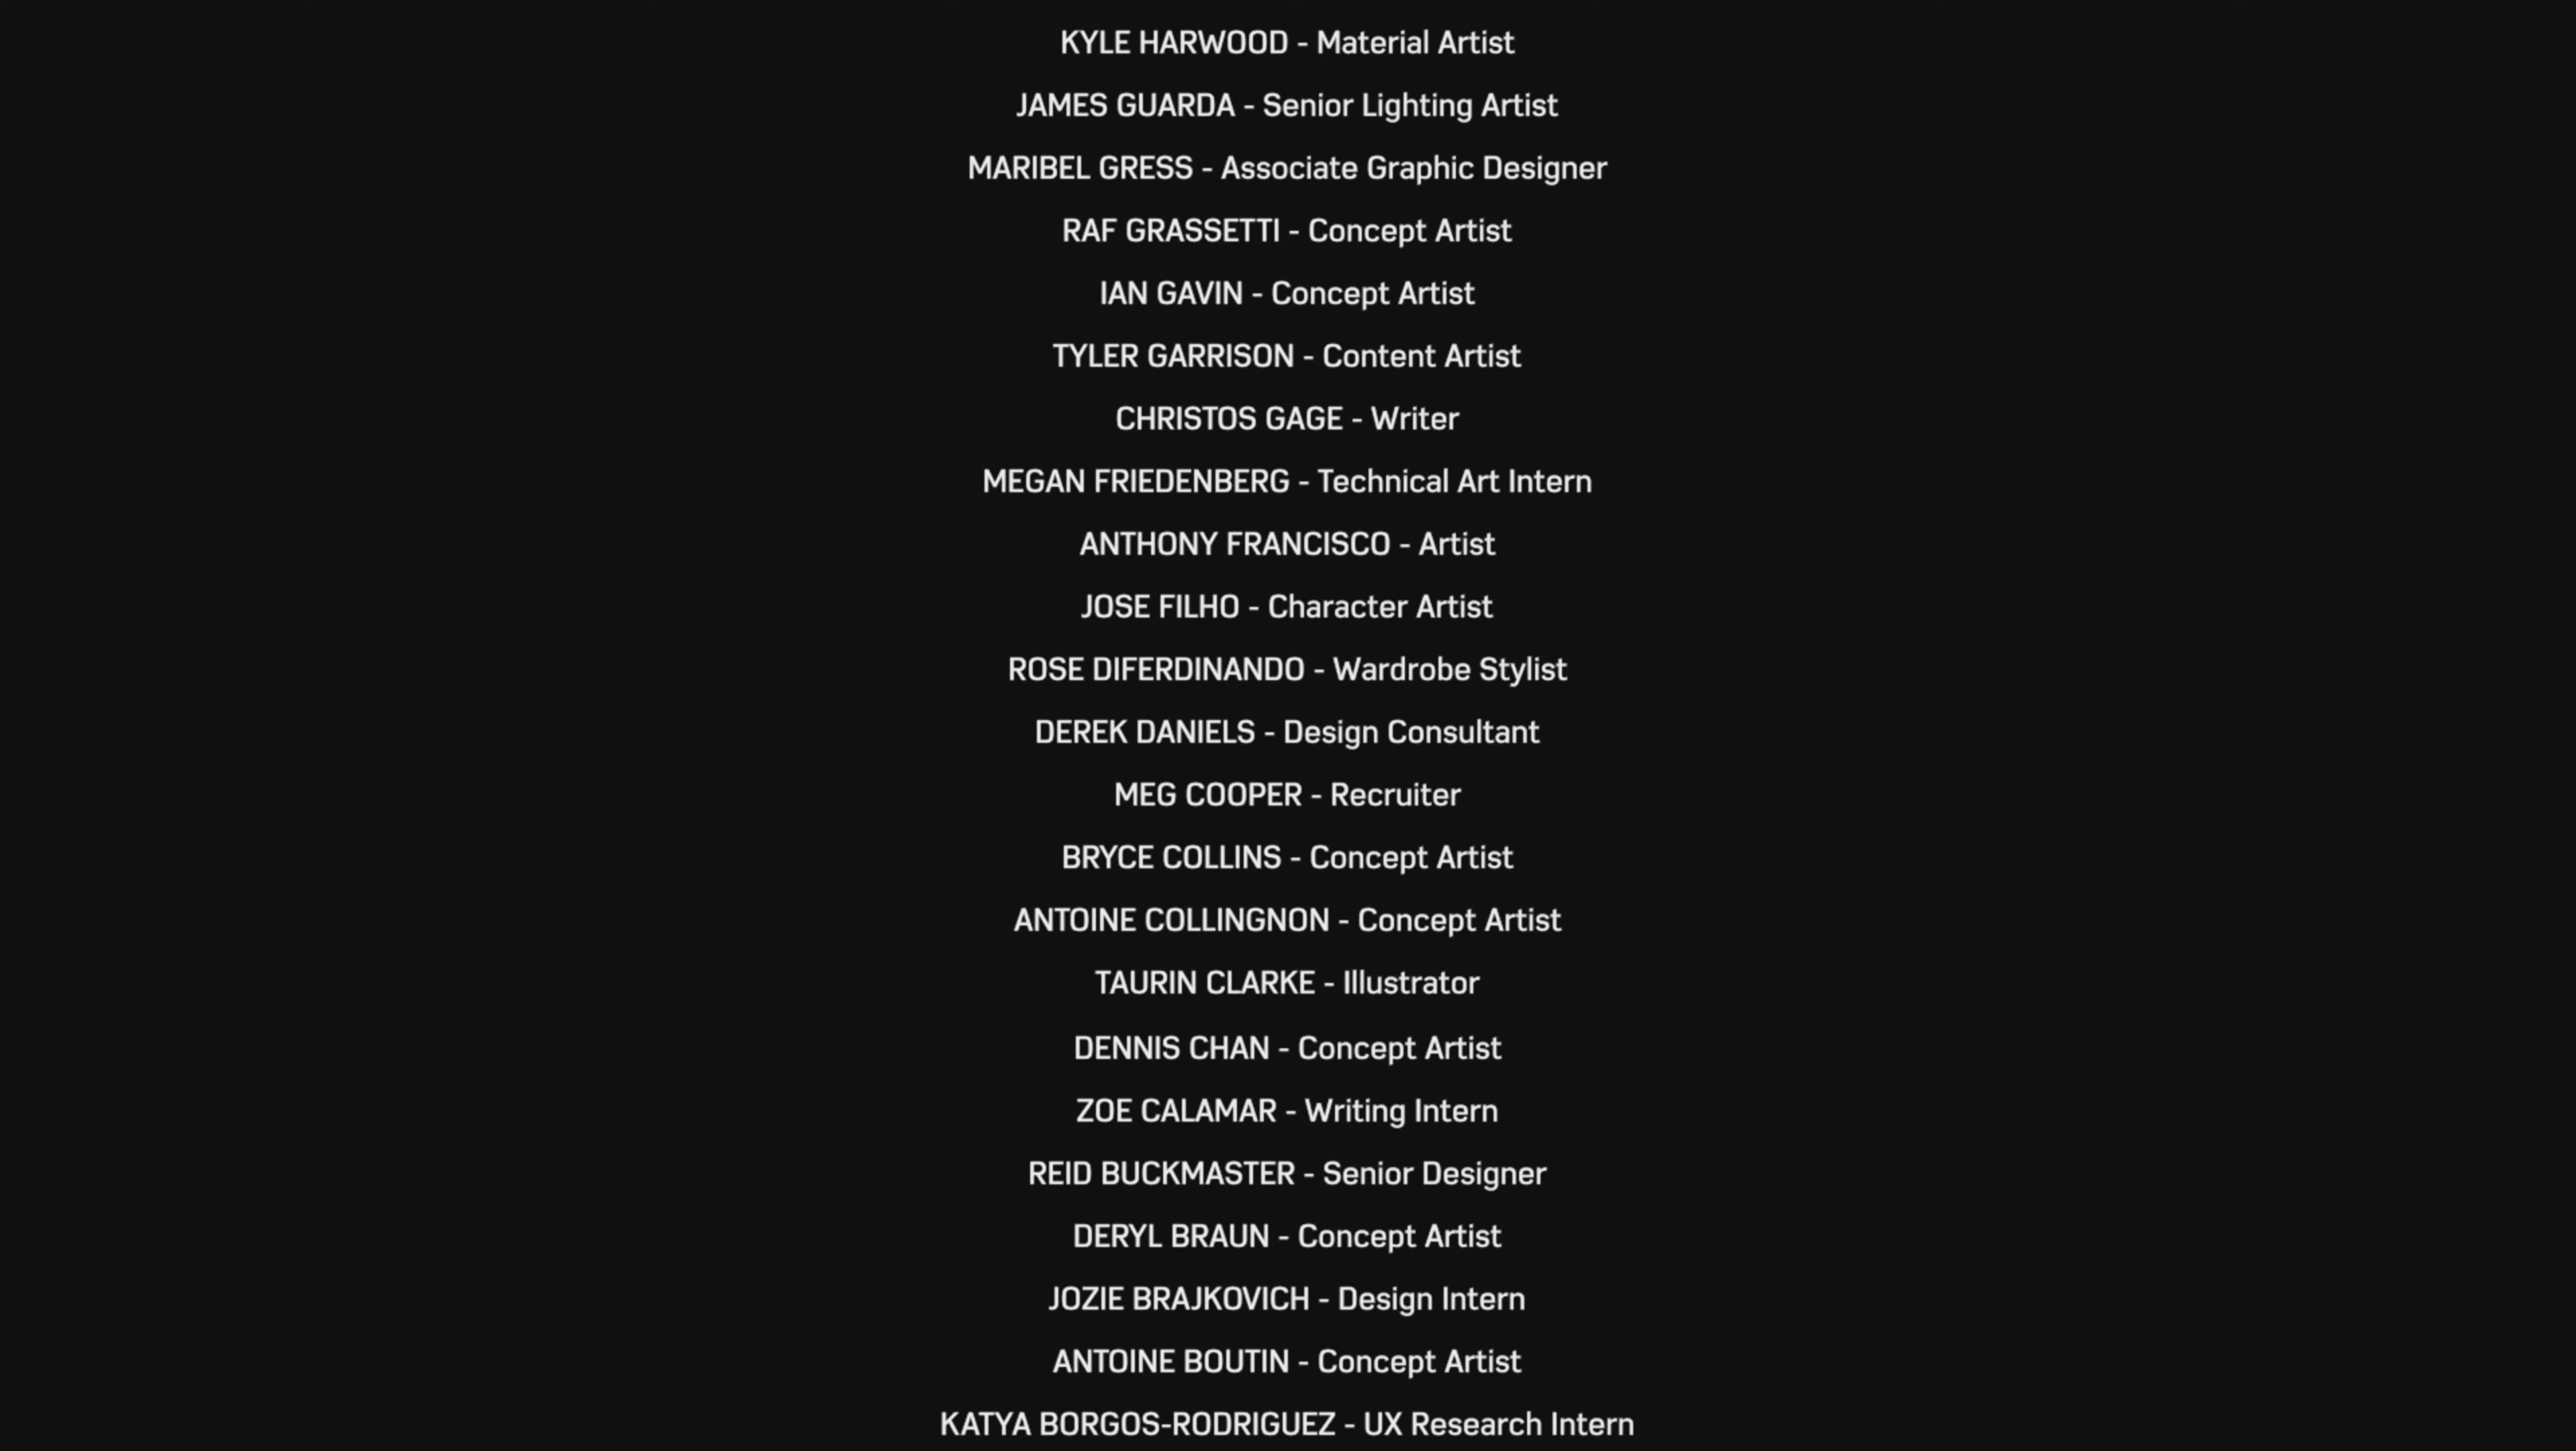 KYLE HARWOOD - Material Artist
JAMES GUARDA - Senior Lighting Artist
MARIBEL GRESS - Associate Graphic Designer
RAF GRASSETTI - Concept Artist
IAN GAVIN - Concept Artist
TYLER GARRISON - Content Artist
CHRISTOS GAGE - Writer
MEGAN FRIEDENBERG - Technical Art Intern
ANTHONY FRANCISCO - Artist
JOSE FILHO - Character Artist
ROSE DIFERDINANDO - Wardrobe Stylist
DEREK DANIELS - Design Consultant
MEG COOPER - Recruiter
BRYCE COLLINS - Concept Artist
ANTOINE COLLINGNON - Concept Artist
TAURIN CLARKE - Illustrator
DENNIS CHAN - Concept Artist
ZOE CALAMAR - Writing Intern
REID BUCKMASTER - Senior Designer
DERYL BRAUN - Concept Artist
JOZIE BRAJKOVICH - Design Intern
ANTOINE BOUTIN - Concept Artist
KATYA BORGOS-RODRIGUEZ - UX Research Intern